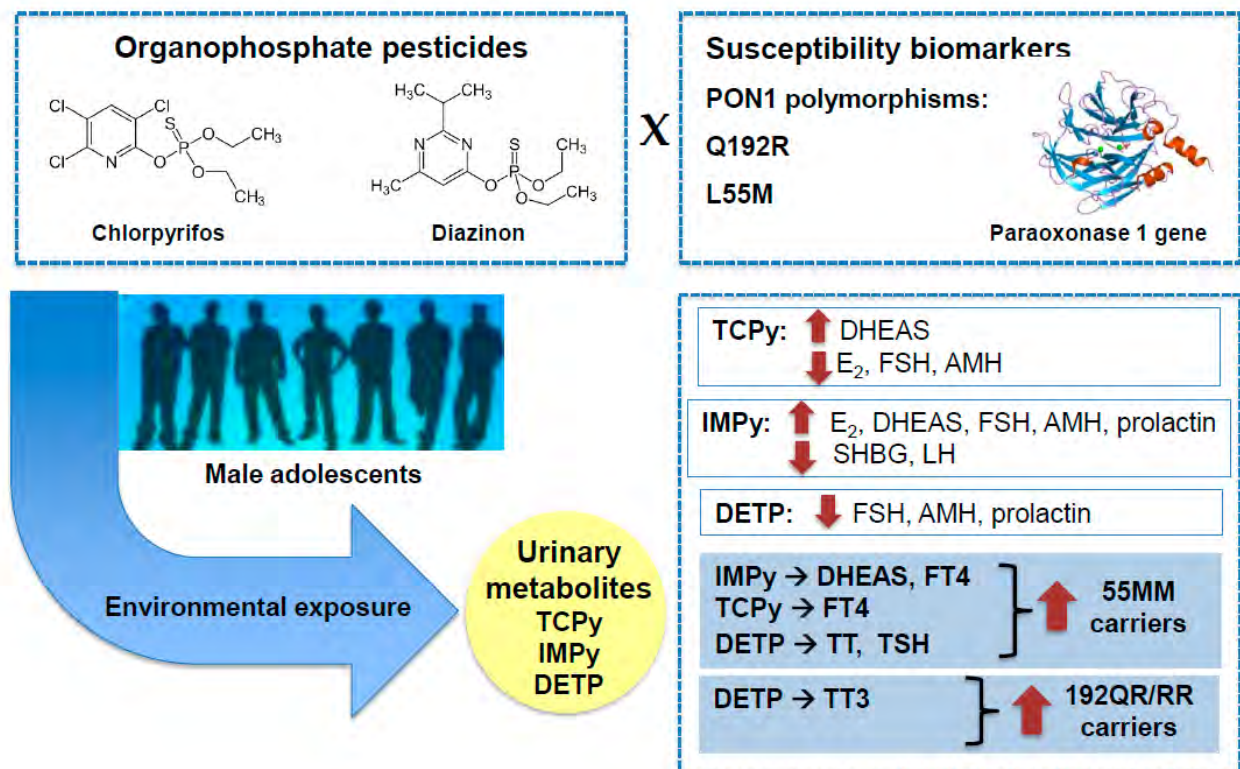 Organophosphate pesticides
Cl
Cl
Cl
N
O
S
P
O
O
CH₃
CH₃
Chlorpyrifos
H₃C
CH₃
N
N
H₃C
O
S
P
O
O
CH₃
CH₃
Diazinon
X
Susceptibility biomarkers
PON1 polymorphisms:
Q192R
L55M
Paraoxonase 1 gene
Male adolescents
Environmental exposure
Urinary
metabolites
TCPy
IMPy
DETP
TCPy: DHEAS
E₂, FSH, AMH
IMPy: E₂, DHEAS, FSH, AMH, prolactin
SHBG, LH
DETP: FSH, AMH, prolactin
IMPy → DHEAS, FT4
TCPy → FT4
DETP → TT, TSH
55MM
carriers
DETP → TT3
192QR/RR
carriers